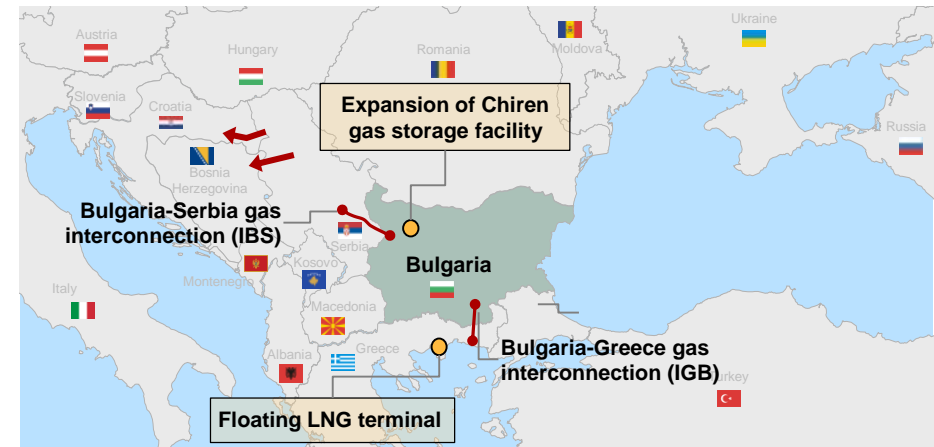 Austria
Hungary
Romania
Moldova
Ukraine
Slovenia
Croatia
Expansion of Chiren
gas storage facility
Russia
Bosnia
Herzegovina
Bulgaria-Serbia gas
interconnection (IBS)
Serbia
Bulgaria
Kosovo
Montenegro
Italy
Macedonia
Albania
Greece
Bulgaria-Greece gas
interconnection (IGB)
urkey
Floating LNG terminal